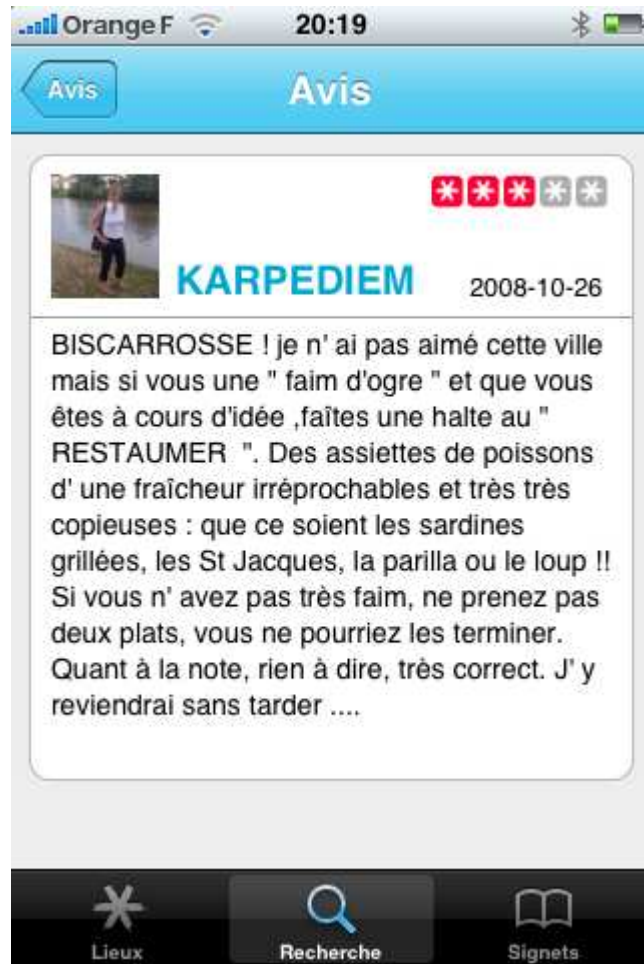 Orange F 20:19
Avis Avis
KARPEDIEM 2008-10-26
BISCARROSSE ! je n' ai pas aimé cette ville
mais si vous une " faim d'ogre " et que vous
êtes à cours d'idée ,faîtes une halte au "
RESTAUMER ". Des assiettes de poissons
d' une fraîcheur irréprochables et très très
copieuses : que ce soient les sardines
grillées, les St Jacques, la parilla ou le loup !!
Si vous n' avez pas très faim, ne prenez pas
deux plats, vous ne pourriez les terminer.
Quant à la note, rien à dire, très correct. J' y
reviendrai sans tarder ....
Lieux Recherche Signets